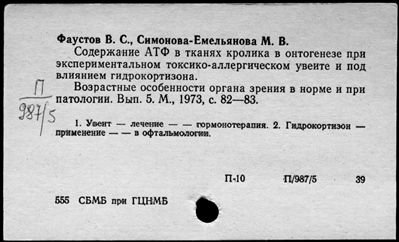 Фаустов В. С., Симонова-Емельянова М. В.
Содержание АТФ в тканях кролика в онтогенезе при
экспериментальном токсико-аллергическом увеите и под
влиянием гидрокортизона.
Возрастные особенности органа зрения в норме и при
патологии. Вып. 5. М., 1973, с. 82—83.
П
987/5
1. Увеит — лечение — — гормонотерапия. 2. Гидрокортизон —
применение — — в офтальмологии.
П-10 П/987/5 39
555 СБМБ при ГЦНМБ